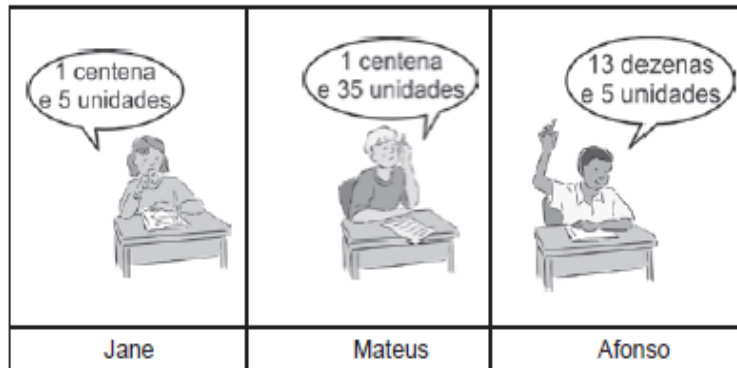 1 centena
e 5 unidades
1 centena
e 35 unidades
13 dezenas
e 5 unidades
Jane
Mateus
Afonso